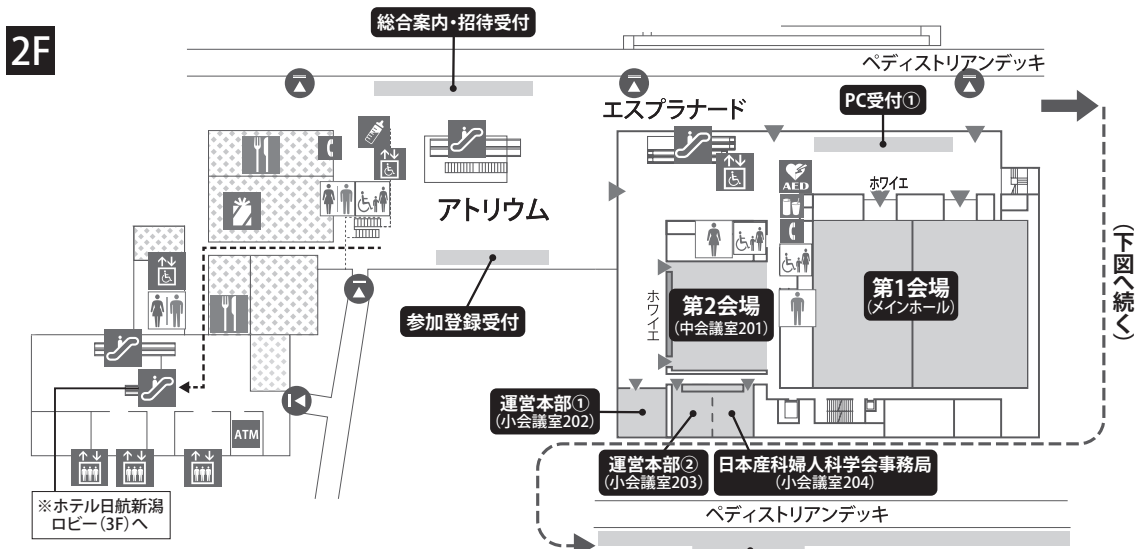 2F
総合案内・招待受付
ペディストリアンデッキ
エスプラナード
PC受付①
AED
ホワイエ
アトリウム
(下図へ続く)
第1会場
(メインホール)
第2会場
(中会議室201)
ホワイエ
参加登録受付
運営本部①
(小会議室202)
ATM
運営本部②
(小会議室203)
日本産科婦人科学会事務局
(小会議室204)
※ホテル日航新潟
ロビー(3F)へ
ペディストリアンデッキ